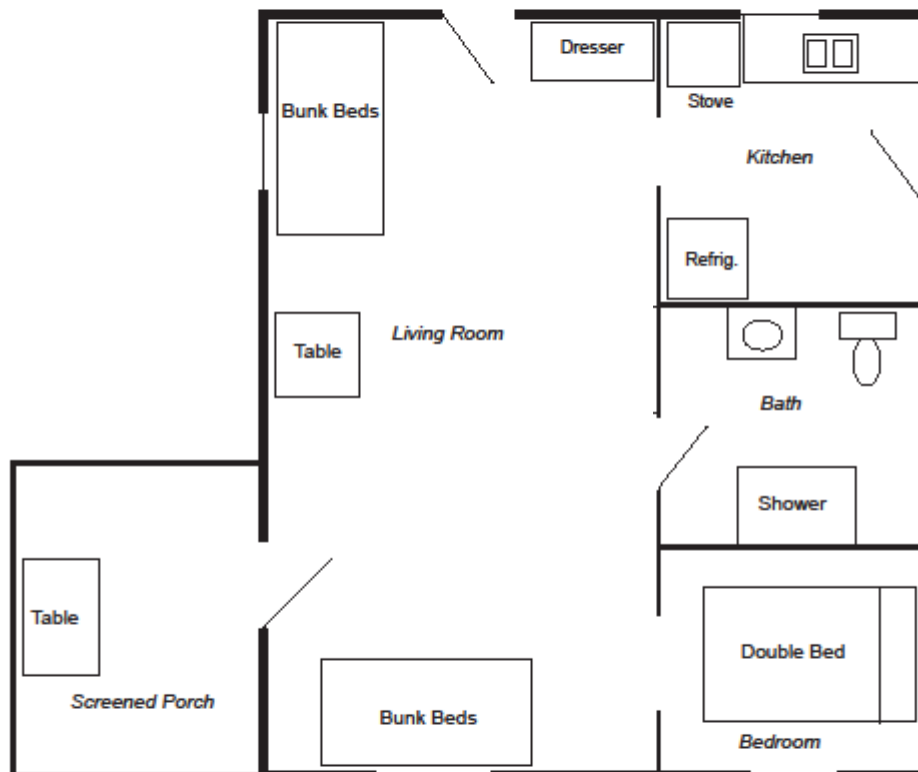 Dresser
Bunk Beds
Stove
Kitchen
Refrig.
Living Room
Table
Bath
Shower
Table
Double Bed
Screened Porch
Bunk Beds
Bedroom